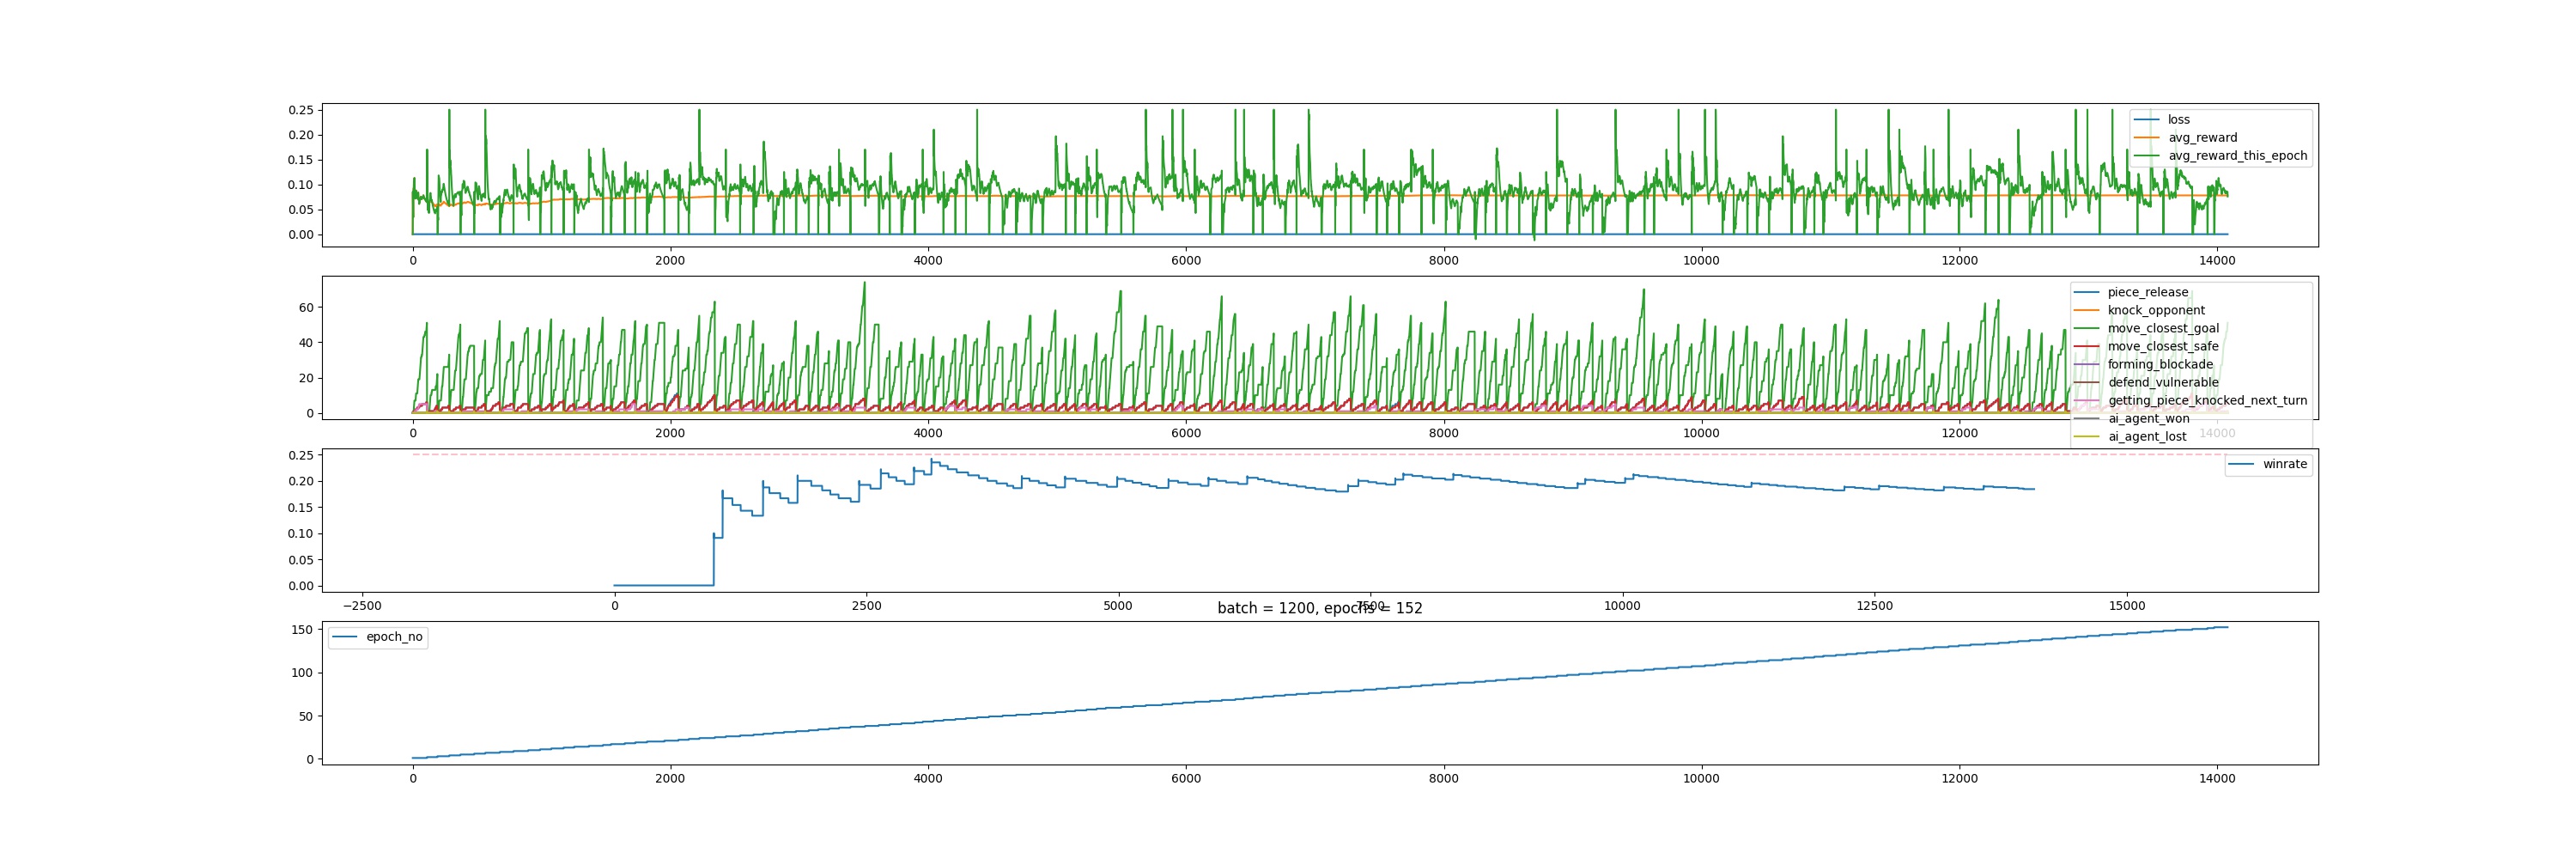 0.25
0.20
0.15
0.10
0.05
0.00
loss
avg_reward
avg_reward_this_epoch
0 2000 4000 6000 8000 10000 12000 14000
60
40
20
0
piece_release
knock_opponent
move_closest_goal
move_closest_safe
forming_blockade
defend_vulnerable
getting_piece_knocked_next_turn
ai_agent_won
ai_agent_lost
0 2000 4000 6000 8000 10000 12000 14000
0.25
0.20
0.15
0.10
0.05
0.00
winrate
−2500 0 2500 5000 7500 10000 12500 15000
batch = 1200, epochs = 152
150
100
50
0
epoch_no
0 2000 4000 6000 8000 10000 12000 14000